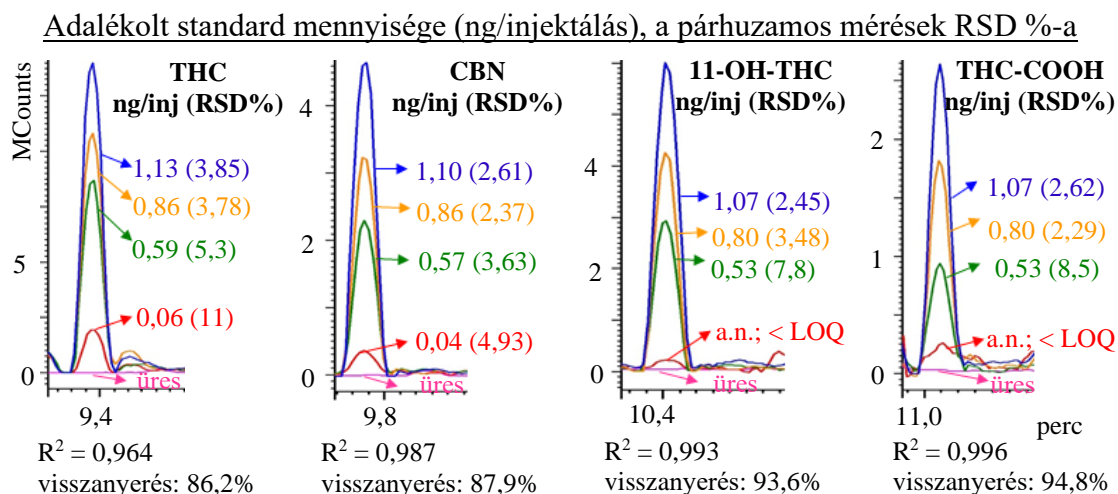 Adalékolt standard mennyisége (ng/injektálás), a párhuzamos mérések RSD %-a
MCounts
THC
ng/inj (RSD%)
1,13 (3,85)
0,86 (3,78)
0,59 (5,3)
0,06 (11)
üres
5
0
9,4
R² = 0,964
visszanyerés: 86,2%
CBN
ng/inj (RSD%)
1,10 (2,61)
0,86 (2,37)
0,57 (3,63)
0,04 (4,93)
üres
4
2
0
9,8
R² = 0,987
visszanyerés: 87,9%
11-OH-THC
ng/inj (RSD%)
1,07 (2,45)
0,80 (3,48)
0,53 (7,8)
a.n.; < LOQ
üres
4
2
0
10,4
R² = 0,993
visszanyerés: 93,6%
THC-COOH
ng/inj (RSD%)
1,07 (2,62)
0,80 (2,29)
0,53 (8,5)
a.n.; < LOQ
üres
2
1
0
11,0
perc
R² = 0,996
visszanyerés: 94,8%